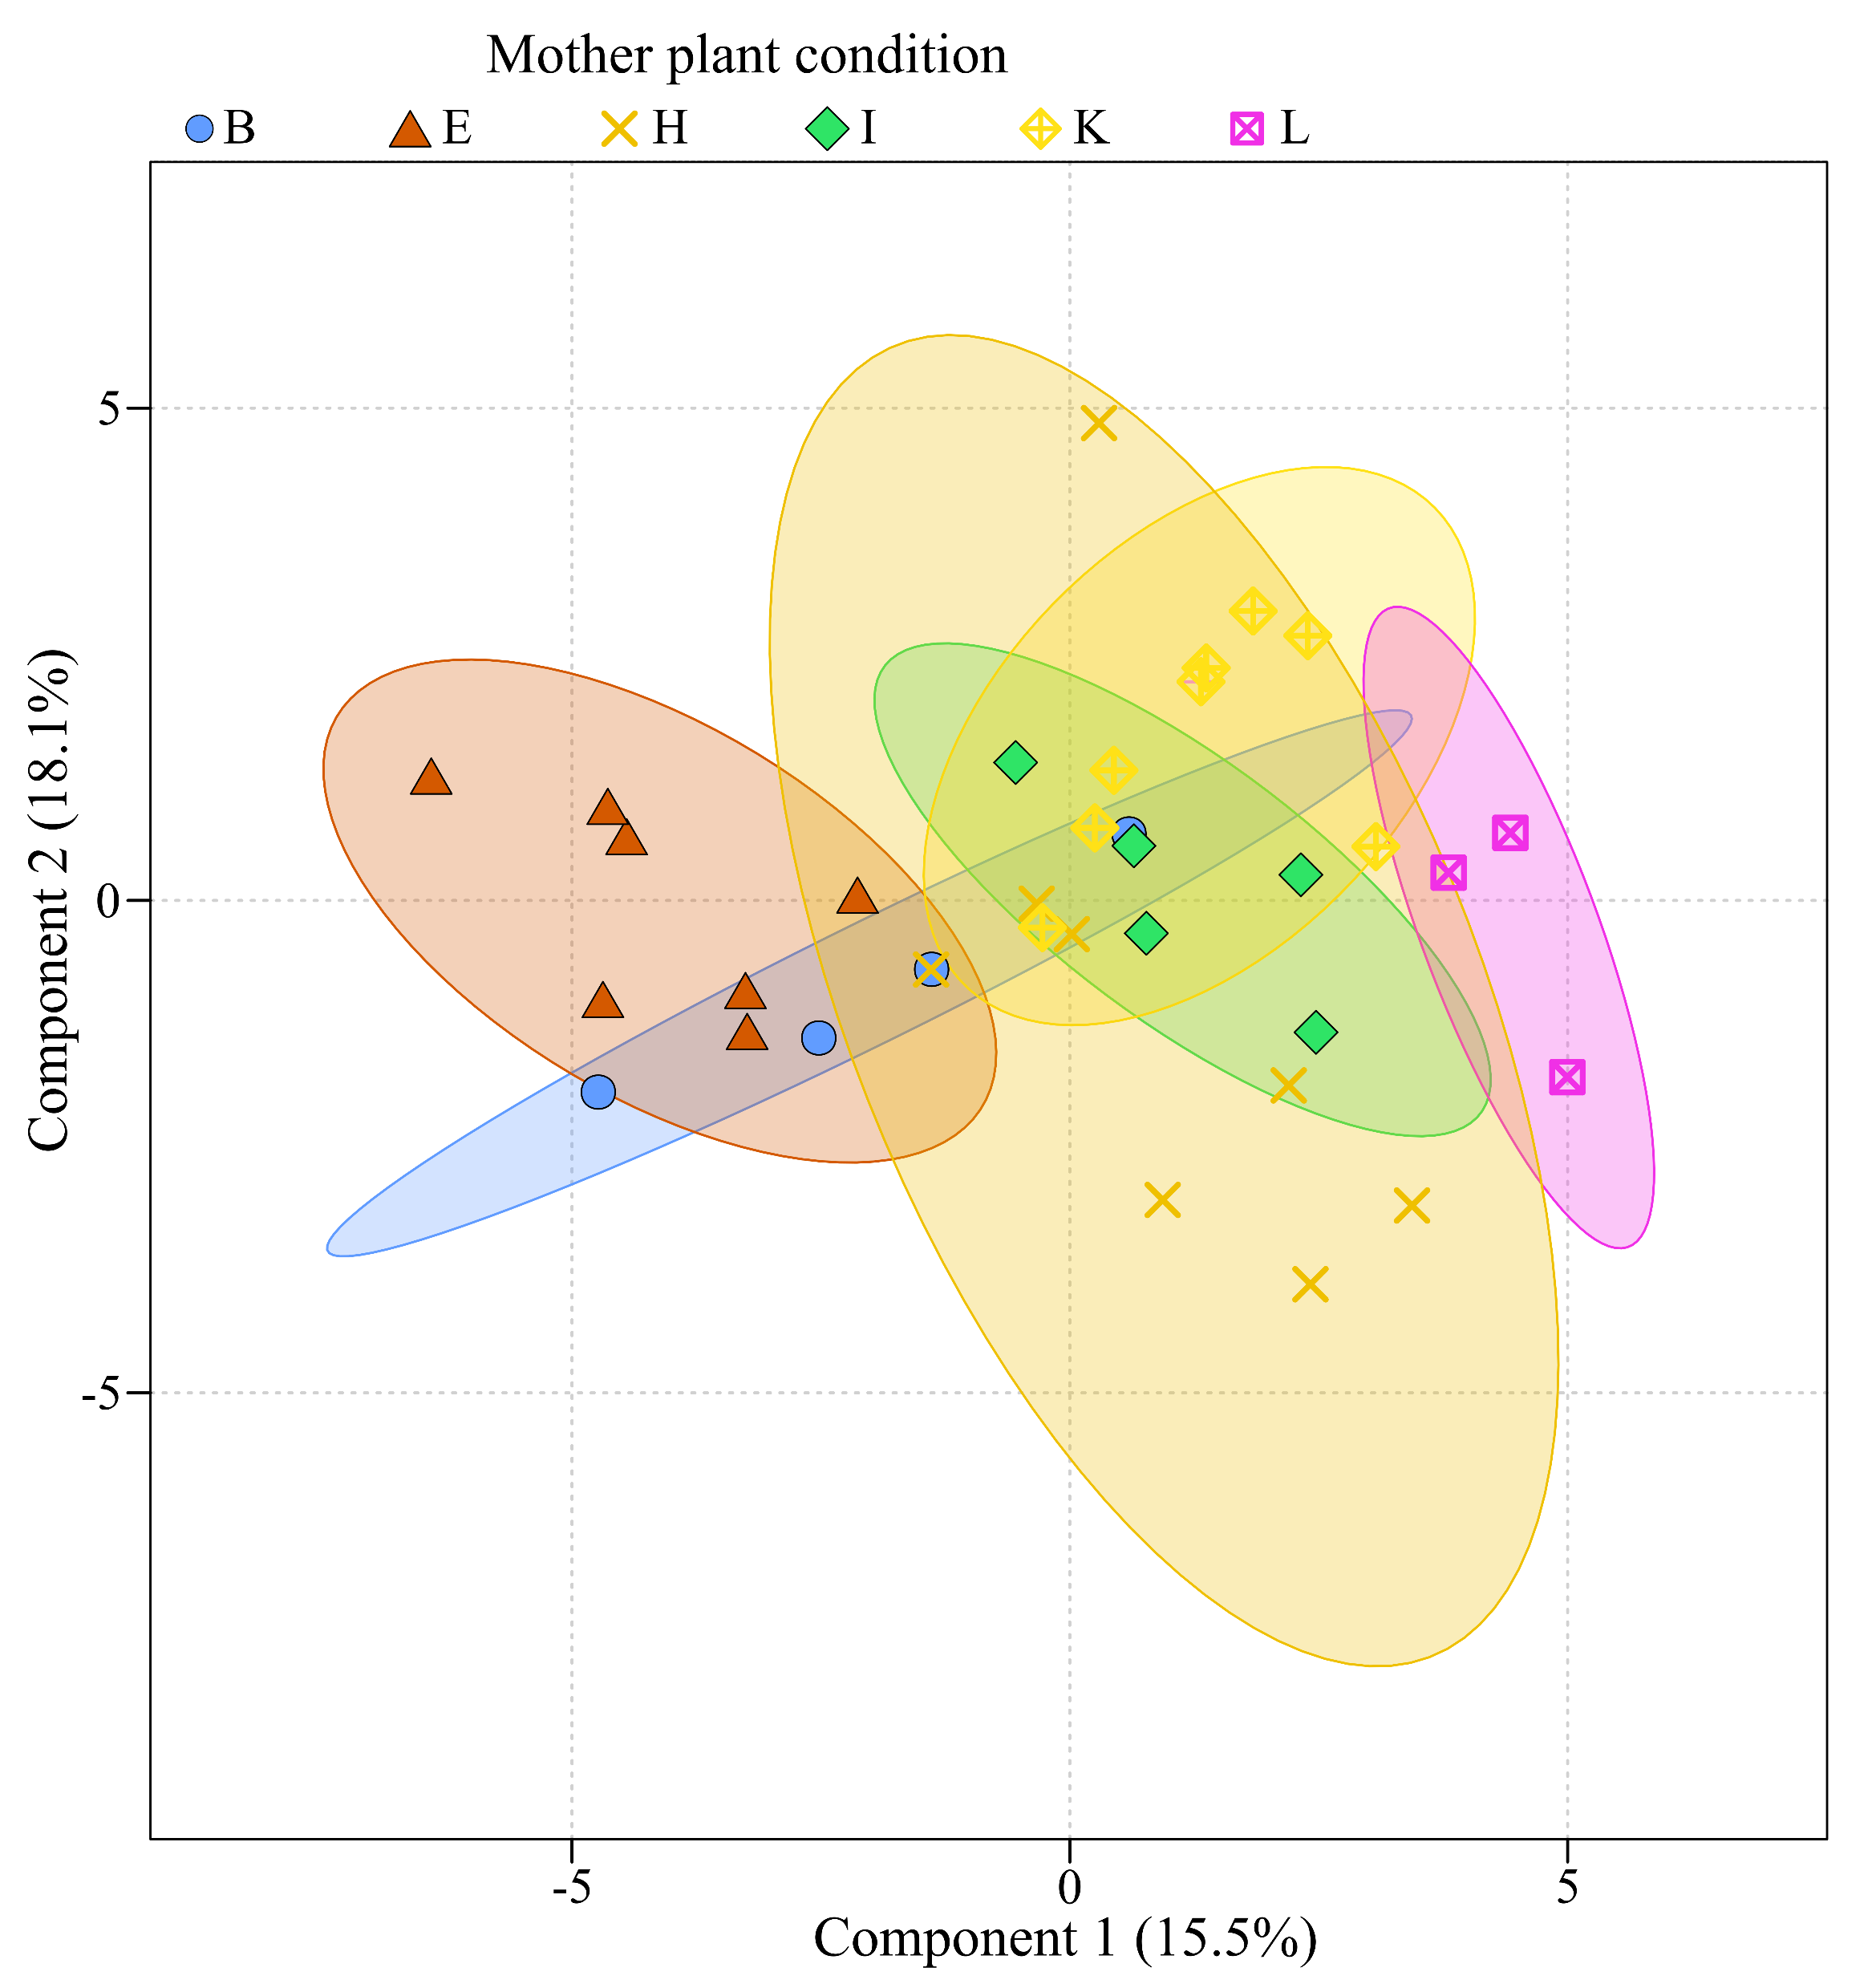 Mother plant condition
B E H I K L
Component 2 (18.1%)
5
0
-5
-5 0 5
Component 1 (15.5%)